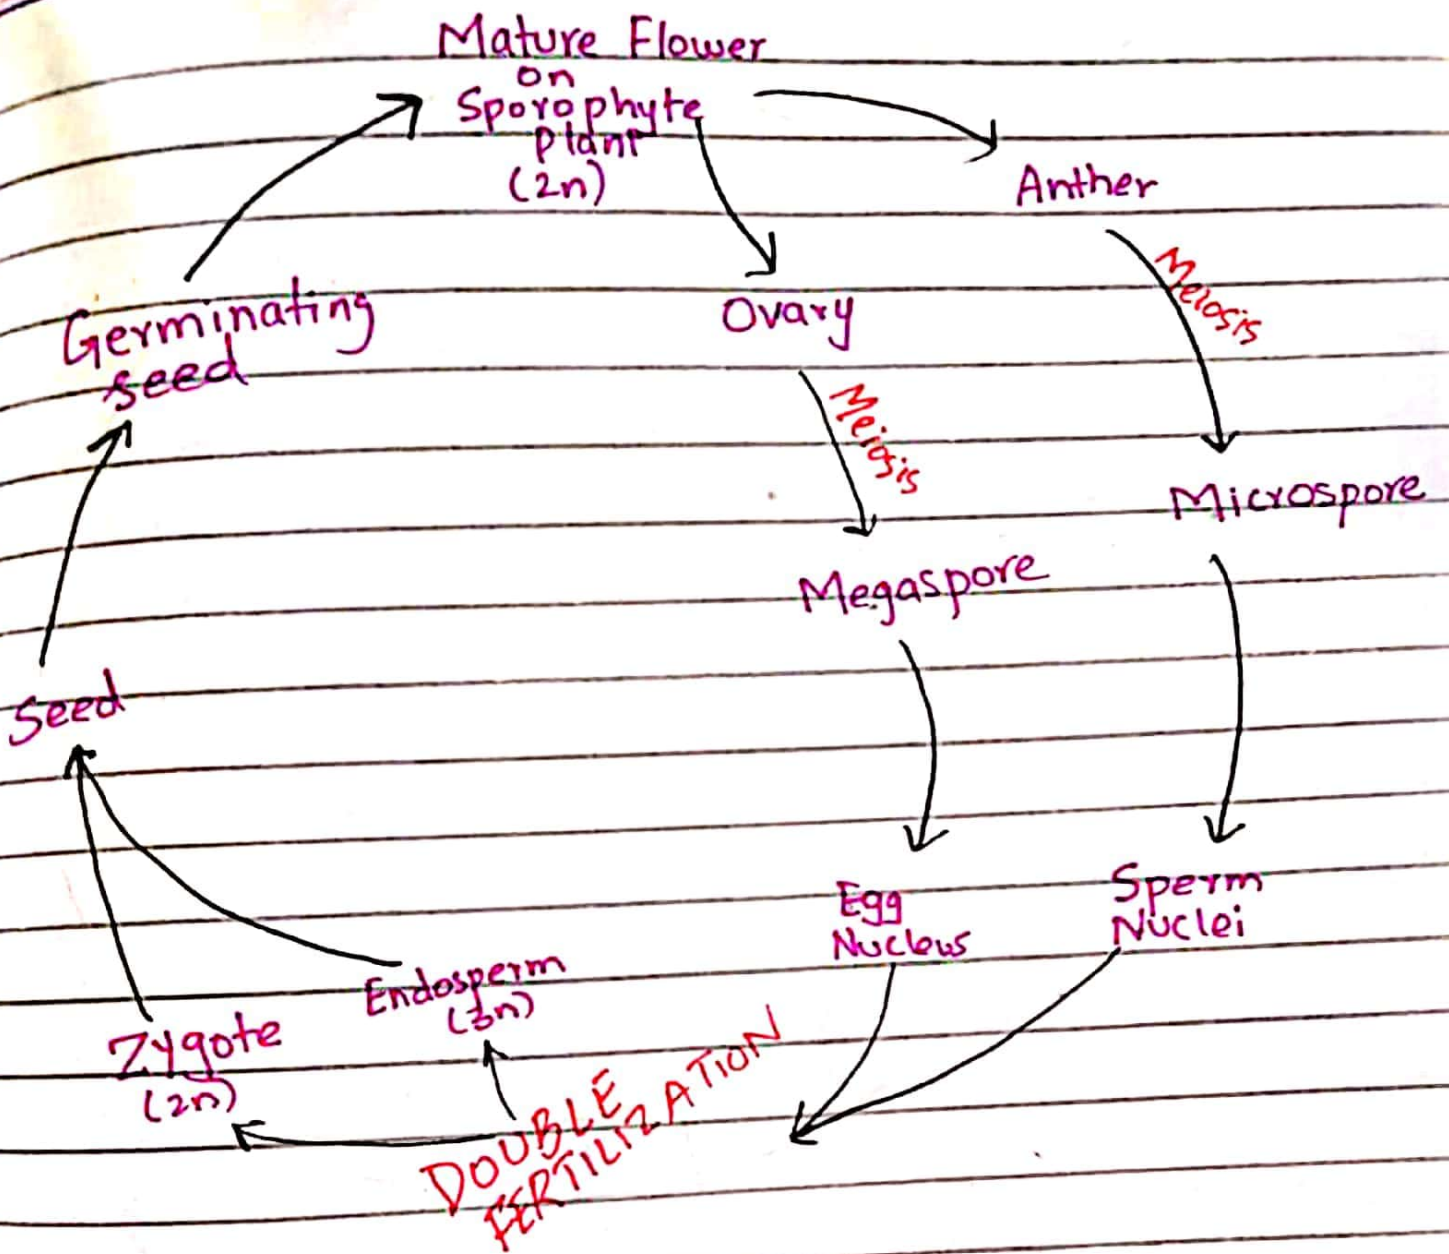 Mature Flower
on
Sporophyte
Plant
(2n)
Anther
Meiosis
Germinating
seed
Ovary
Meiosis
Microspore
Megaspore
Seed
Egg
Nucleus
Sperm
Nuclei
Endosperm
(3n)
Zygote
(2n)
DOUBLE
FERTILIZATION